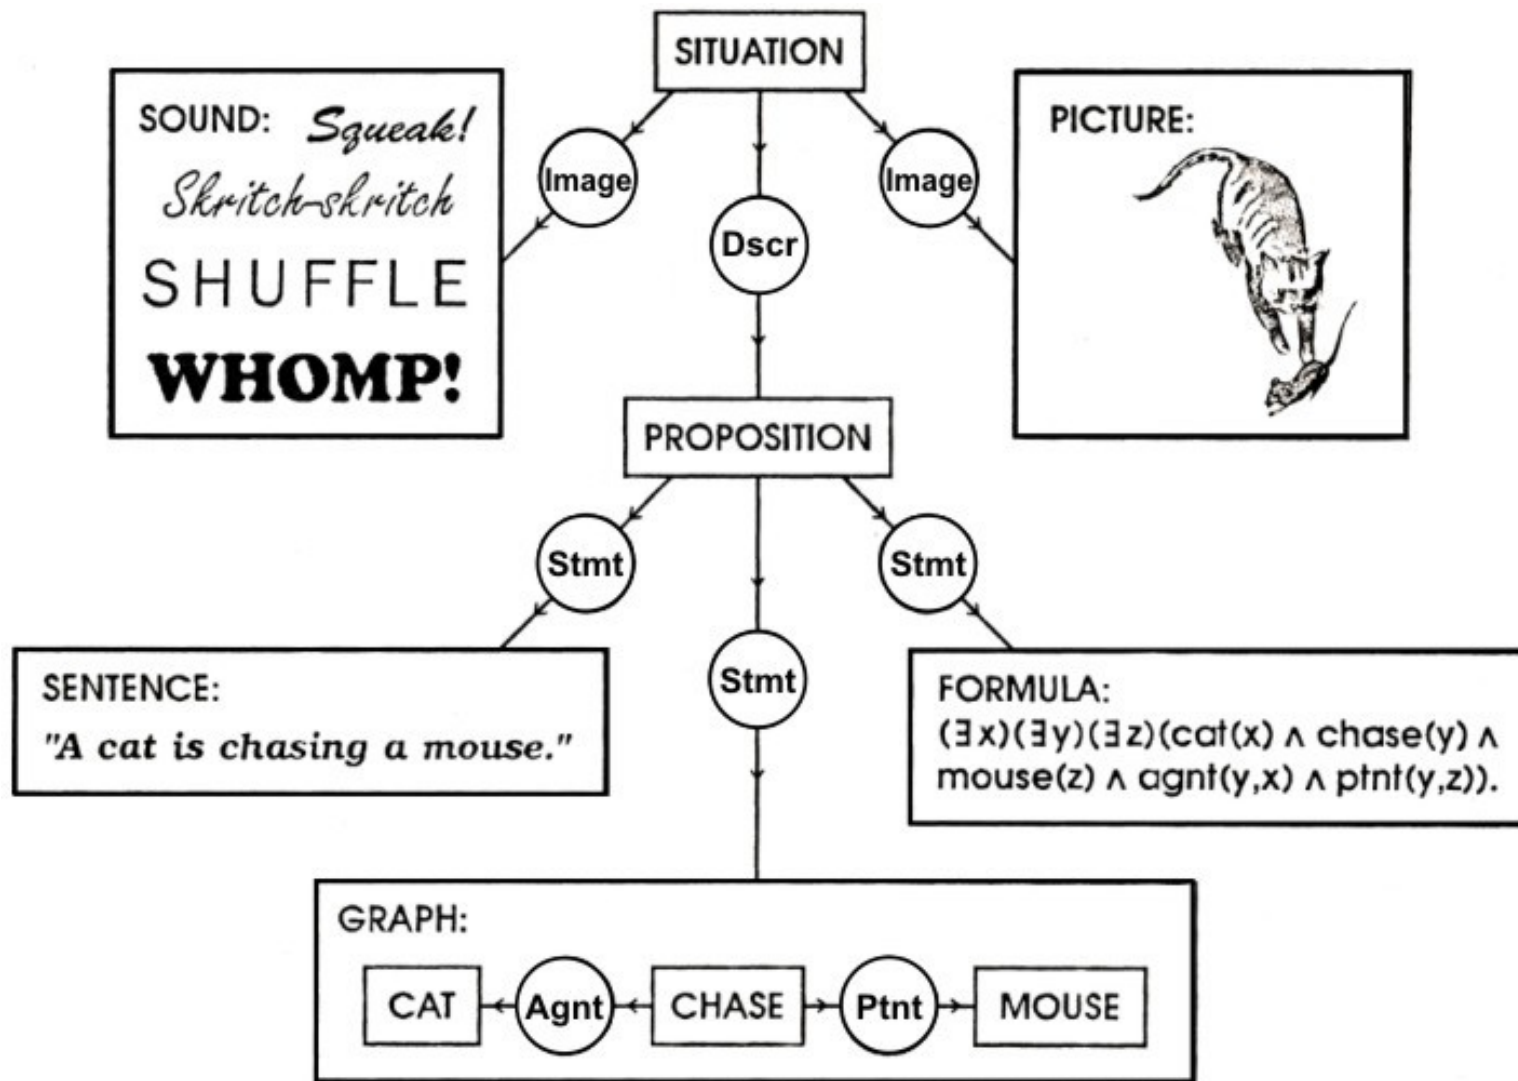 SITUATION
SOUND: Squeak!
Skritch-skritch
SHUFFLE
WHOMP!
Image
Dscr
Image
PICTURE:
PROPOSITION
Stmt
Stmt
Stmt
SENTENCE:
"A cat is chasing a mouse."
FORMULA:
(∃x)(∃y)(∃z)(cat(x) ∧ chase(y) ∧
mouse(z) ∧ agnt(y,x) ∧ ptnt(y,z)).
GRAPH:
CAT Agnt CHASE Ptnt MOUSE